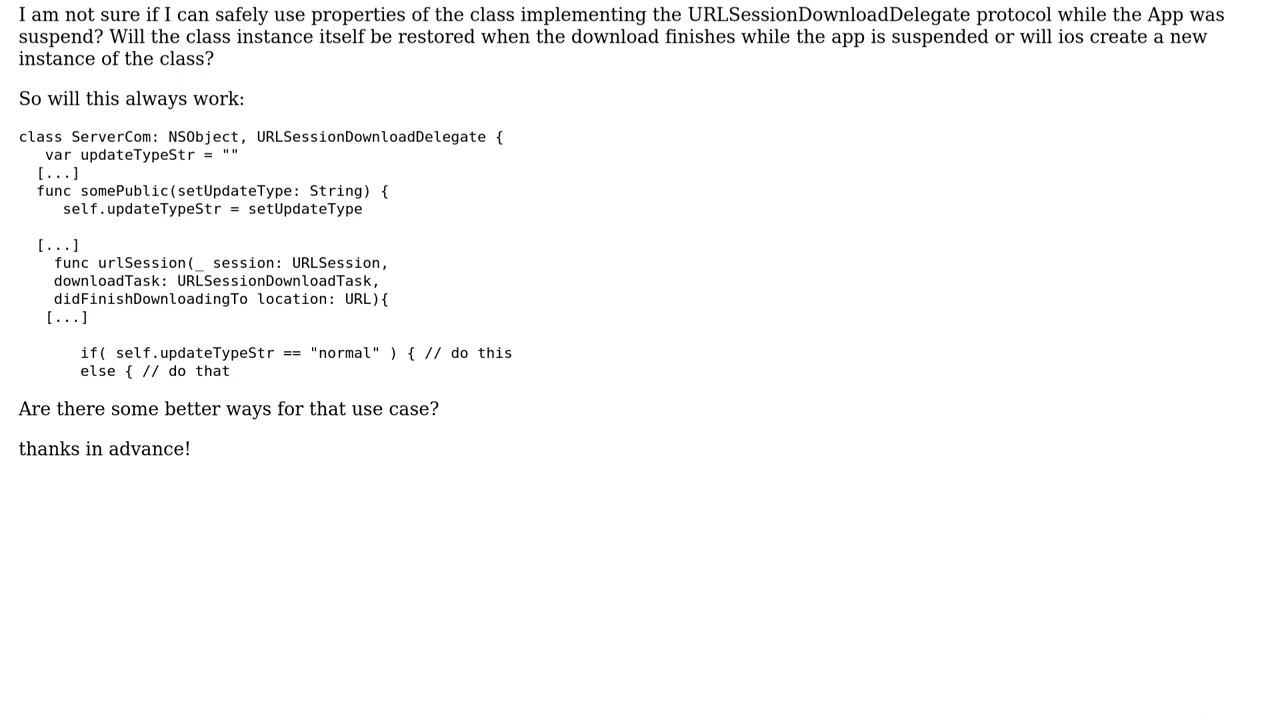 I am not sure if I can safely use properties of the class implementing the URLSessionDownloadDelegate protocol while the App was
suspend? Will the class instance itself be restored when the download finishes while the app is suspended or will ios create a new
instance of the class?
So will this always work:
class ServerCom: NSObject, URLSessionDownloadDelegate {
   var updateTypeStr = ""
  [...]
  func somePublic(setUpdateType: String) {
     self.updateTypeStr = setUpdateType
  [...]
    func urlSession(_ session: URLSession,
    downloadTask: URLSessionDownloadTask,
    didFinishDownloadingTo location: URL){
   [...]
       if( self.updateTypeStr == "normal" ) { // do this
       else { // do that
Are there some better ways for that use case?
thanks in advance!